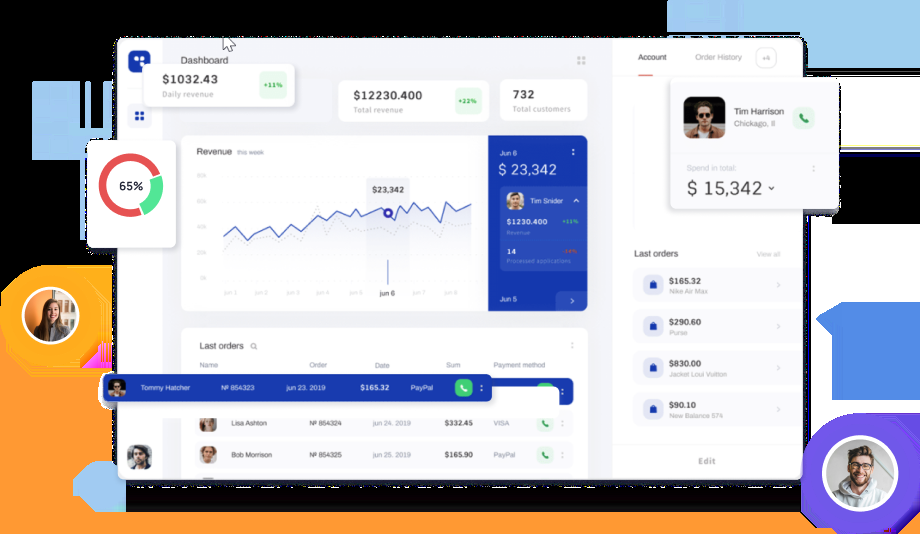 Dashboard
$1032.43
+11%
Daily revenue
$12230.400
+22%
Total revenue
732
Total customers
65%
Revenue this week
80k
60k
40k
20k
0k
$23,342
jun 1 jun 2 jun 3 jun 4 jun 5 jun 6 jun 7 jun 8
Jun 6
$ 23,342
Tim Snider
$1230.400 +11%
Revenue
14
Processed applications
Jun 5
Last orders
Name Order Date Sum Payment method
Tommy Hatcher № 854323 jun 23. 2019 $165.32 PayPal
Lisa Ashton № 854324 jun 24. 2019 $332.45 VISA
Bob Morrison № 854325 jun 25. 2019 $165.90 PayPal
Account Order History +4
Tim Harrison
Chickago, Il
Spend in total:
$ 15,342
Last orders View all
$165.32
Nike Air Max
$290.60
Purse
$830.00
Jacket Loui Vuitton
$90.10
New Balance 574
Edit